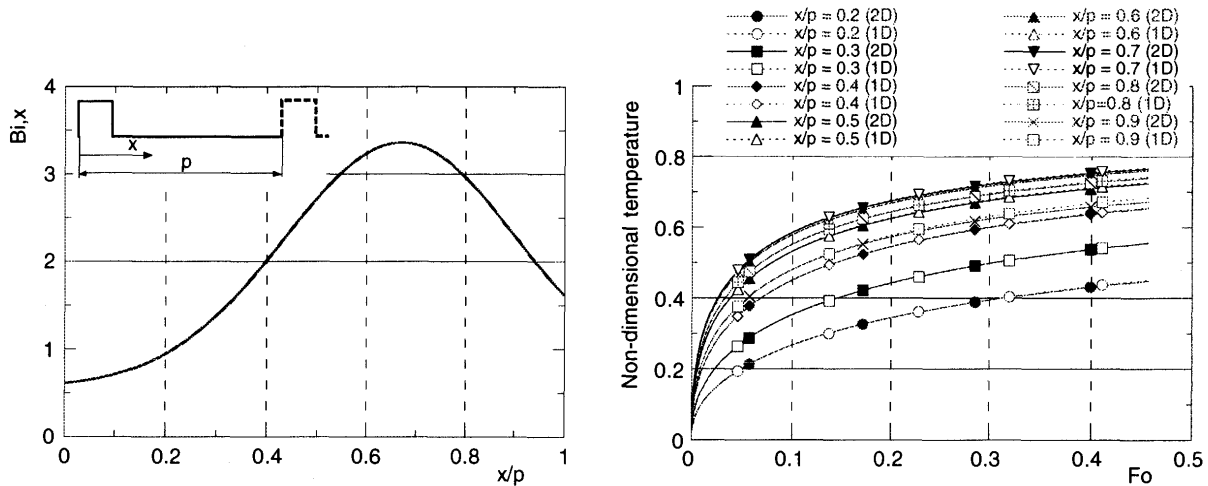 Bi,x
4
3
2
1
0
0
0.2
0.4
0.6
0.8
1
x/p
x
p
x/p = 0.2 (2D)
x/p = 0.2 (1D)
x/p = 0.3 (2D)
x/p = 0.3 (1D)
x/p = 0.4 (1D)
x/p = 0.4 (1D)
x/p = 0.5 (2D)
x/p = 0.5 (1D)
x/p = 0.6 (2D)
x/p = 0.6 (1D)
x/p = 0.7 (2D)
x/p = 0.7 (1D)
x/p = 0.8 (2D)
x/p=0.8 (1D)
x/p = 0.9 (2D)
x/p = 0.9 (1D)
Non-dimensional temperature
1
0.8
0.6
0.4
0.2
0
0
0.1
0.2
0.3
0.4
0.5
Fo